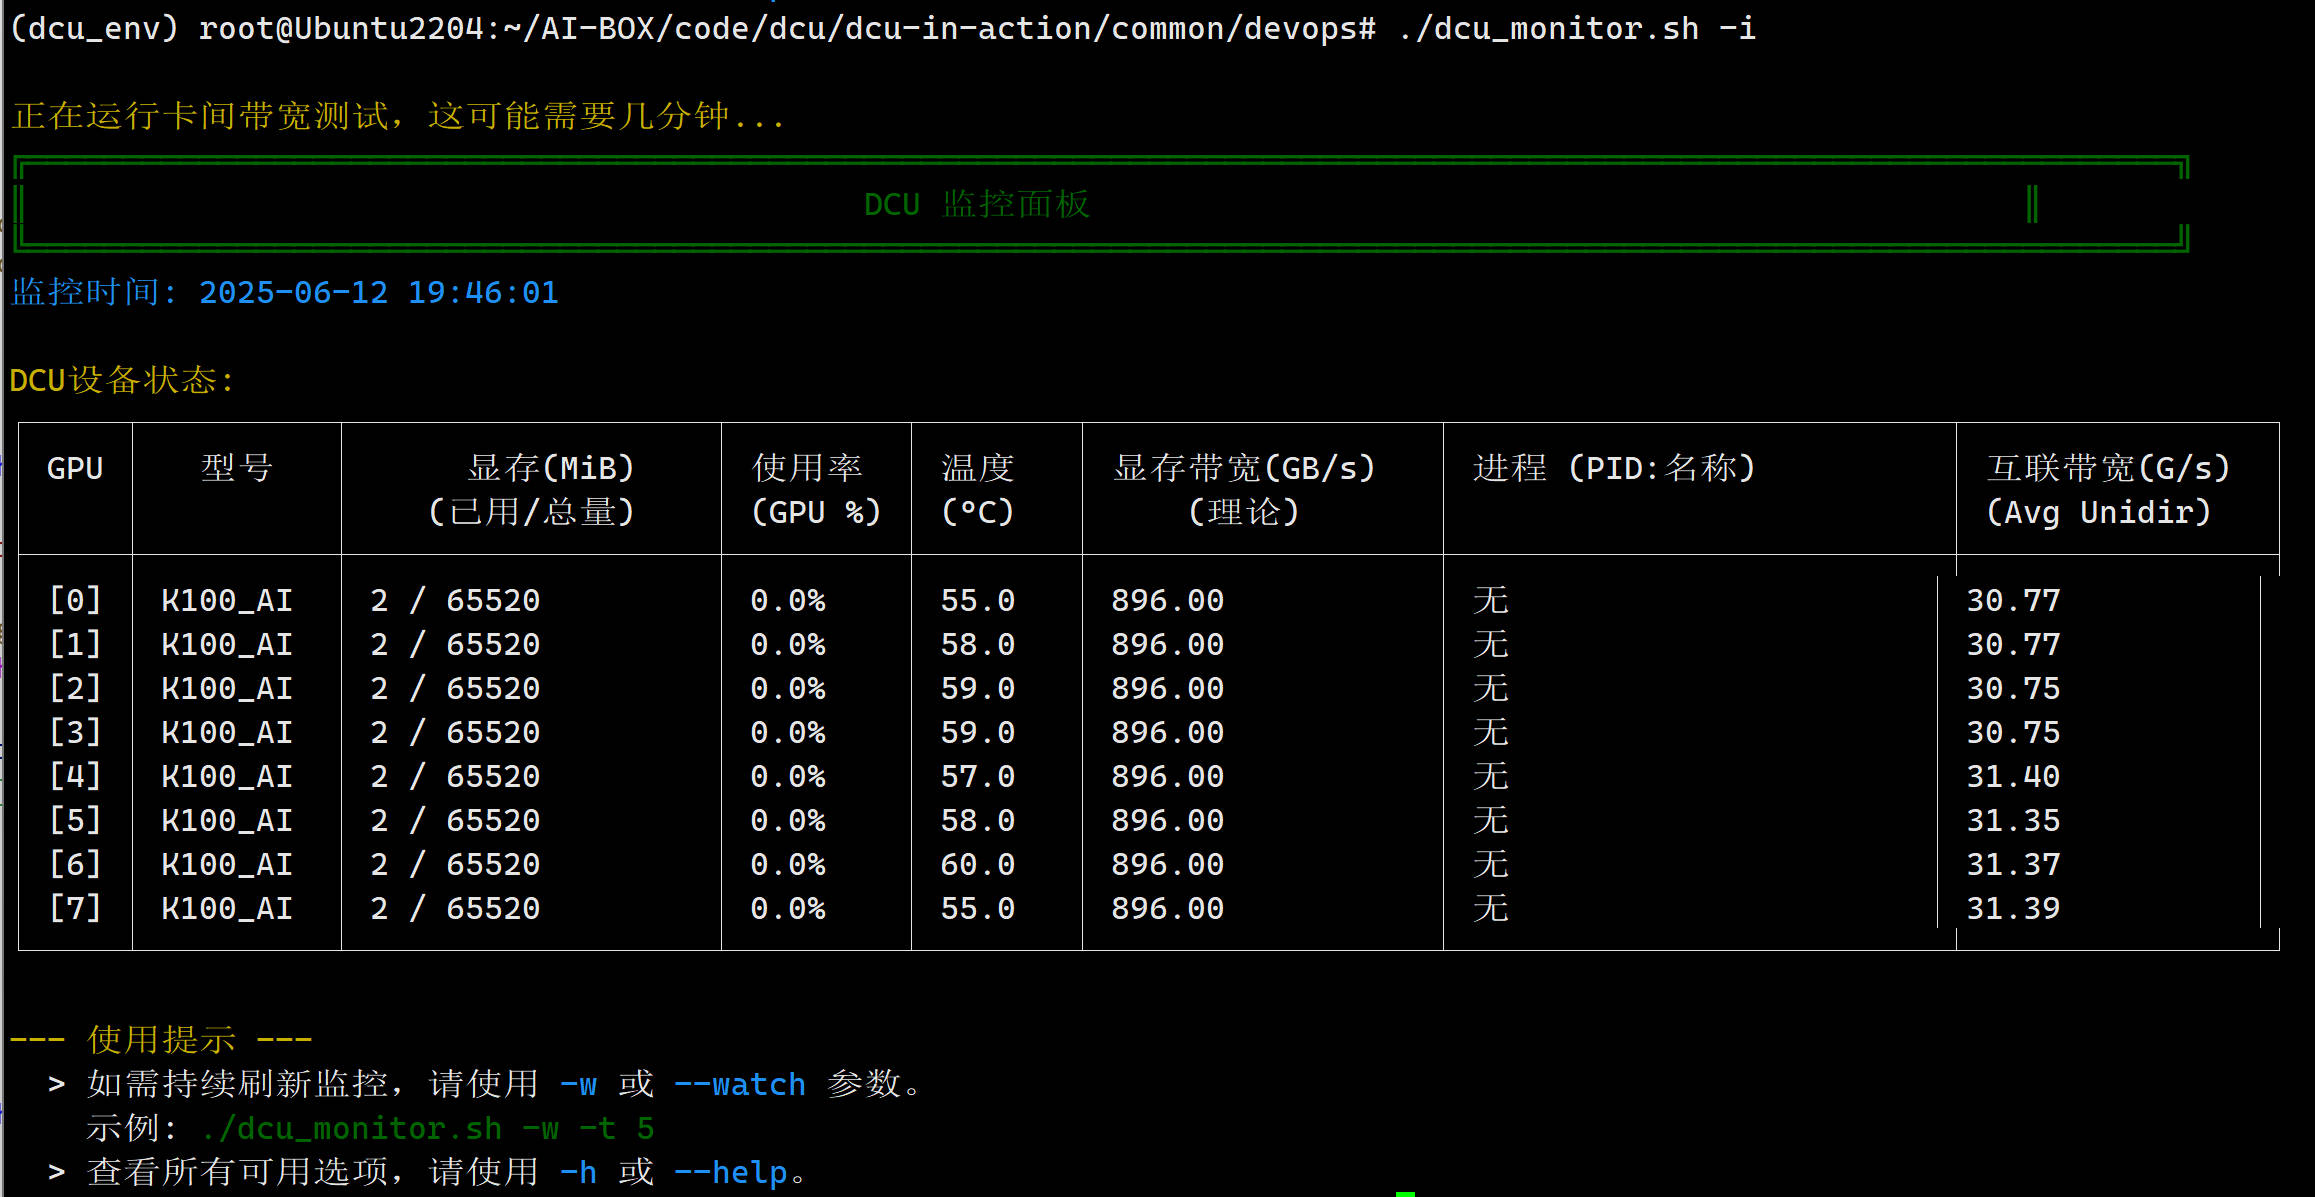 (dcu_env) root@Ubuntu2204:~/AI-BOX/code/dcu/dcu-in-action/common/devops# ./dcu_monitor.sh -i
正在运行卡间带宽测试，这可能需要几分钟...
DCU 监控面板
监控时间: 2025-06-12 19:46:01
DCU设备状态:
GPU 型号 显存(MiB) 使用率 温度 显存带宽(GB/s) 进程 (PID:名称) 互联带宽(G/s)
(已用/总量) (GPU %) (°C) (理论) (Avg Unidir)
[0] K100_AI 2 / 65520 0.0% 55.0 896.00 无 30.77
[1] K100_AI 2 / 65520 0.0% 58.0 896.00 无 30.77
[2] K100_AI 2 / 65520 0.0% 59.0 896.00 无 30.75
[3] K100_AI 2 / 65520 0.0% 59.0 896.00 无 30.75
[4] K100_AI 2 / 65520 0.0% 57.0 896.00 无 31.40
[5] K100_AI 2 / 65520 0.0% 58.0 896.00 无 31.35
[6] K100_AI 2 / 65520 0.0% 60.0 896.00 无 31.37
[7] K100_AI 2 / 65520 0.0% 55.0 896.00 无 31.39
--- 使用提示 ---
> 如需持续刷新监控，请使用 -w 或 --watch 参数。
示例: ./dcu_monitor.sh -w -t 5
> 查看所有可用选项，请使用 -h 或 --help。